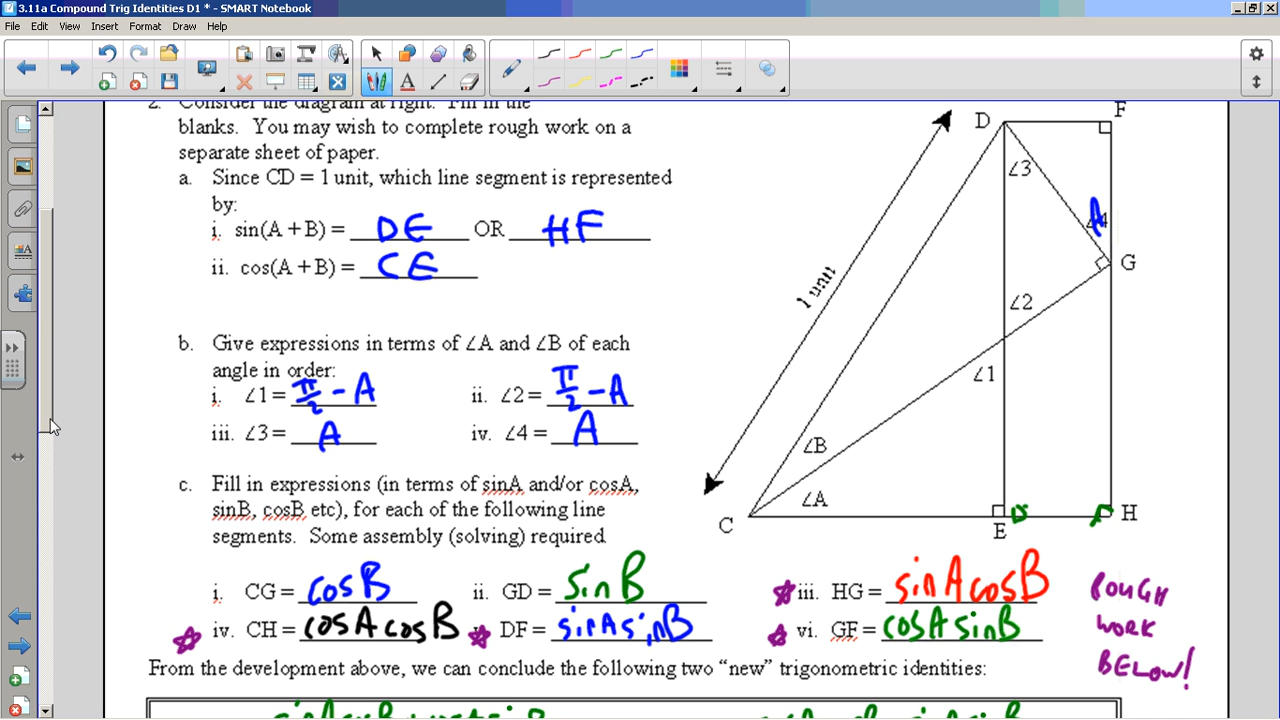 3.11a Compound Trig Identities D1 * - SMART Notebook
File Edit View Insert Format Draw Help
2. Consider the diagram at right. Fill in the
blanks. You may wish to complete rough work on a
separate sheet of paper.
a. Since CD = 1 unit, which line segment is represented
by:
i. sin(A + B) = DE OR HF
ii. cos(A + B) = CE
b. Give expressions in terms of ∠A and ∠B of each
angle in order:
i. ∠1 = π/2 - A ii. ∠2 = π/2 - A
iii. ∠3 = A iv. ∠4 = A
c. Fill in expressions (in terms of sinA and/or cosA,
sinB, cosB etc), for each of the following line
segments. Some assembly (solving) required
i. CG = cosB ii. GD = sinB iii. HG = sinAcosB
iv. CH = cosAcosB DF = sinAsinB vi. GF = cosAsinB
From the development above, we can conclude the following two “new” trigonometric identities:
D
F
∠3
A
G
1 unit
∠2
∠1
∠B
∠A
C
E
H
ROUGH
WORK
BELOW!